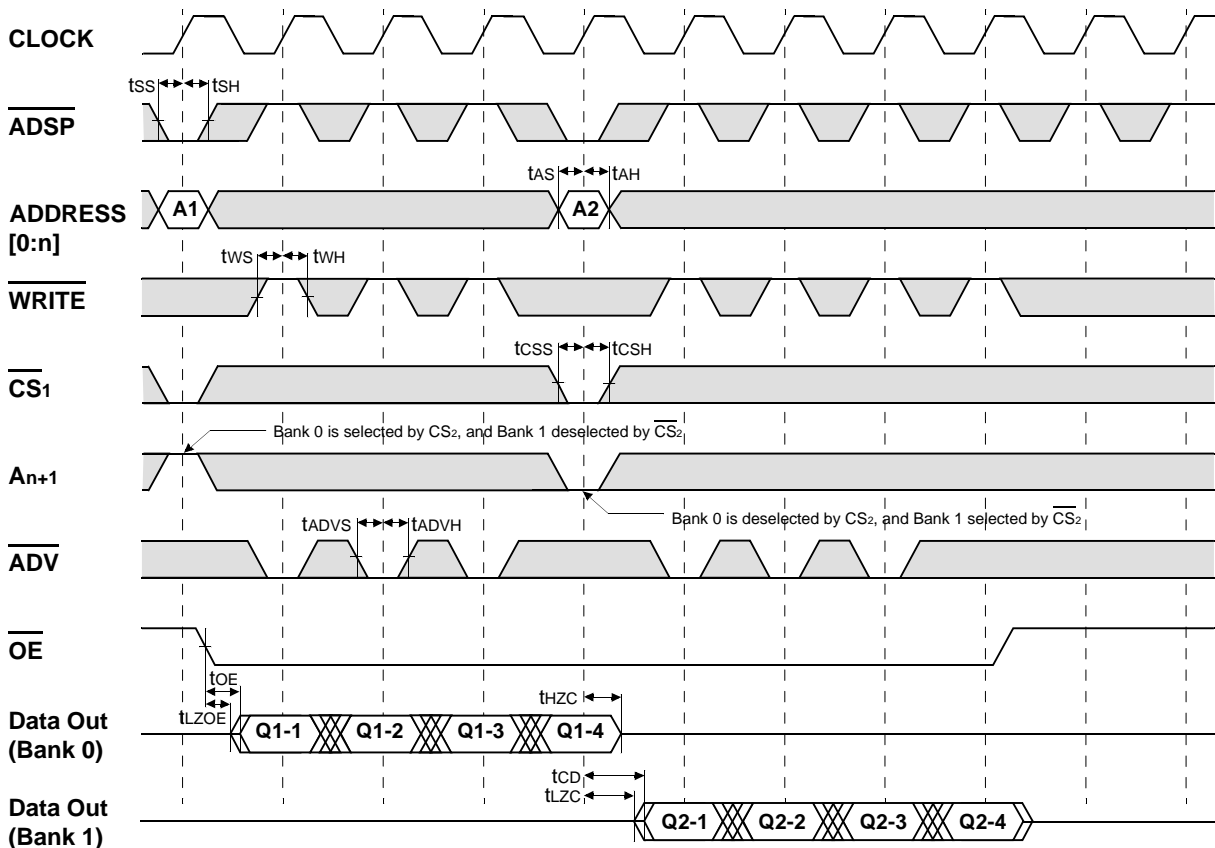 CLOCK
tSS tSH
ADSP
tAS tAH
ADDRESS
[0:n]
A1 A2
tWS tWH
WRITE
tCSS tCSH
CS1
Bank 0 is selected by CS2, and Bank 1 deselected by CS2
An+1
Bank 0 is deselected by CS2, and Bank 1 selected by CS2
tADVS tADVH
ADV
OE
tOE
tHZC
tLZOE
Data Out
(Bank 0)
Q1-1 Q1-2 Q1-3 Q1-4
tCD
tLZC
Data Out
(Bank 1)
Q2-1 Q2-2 Q2-3 Q2-4